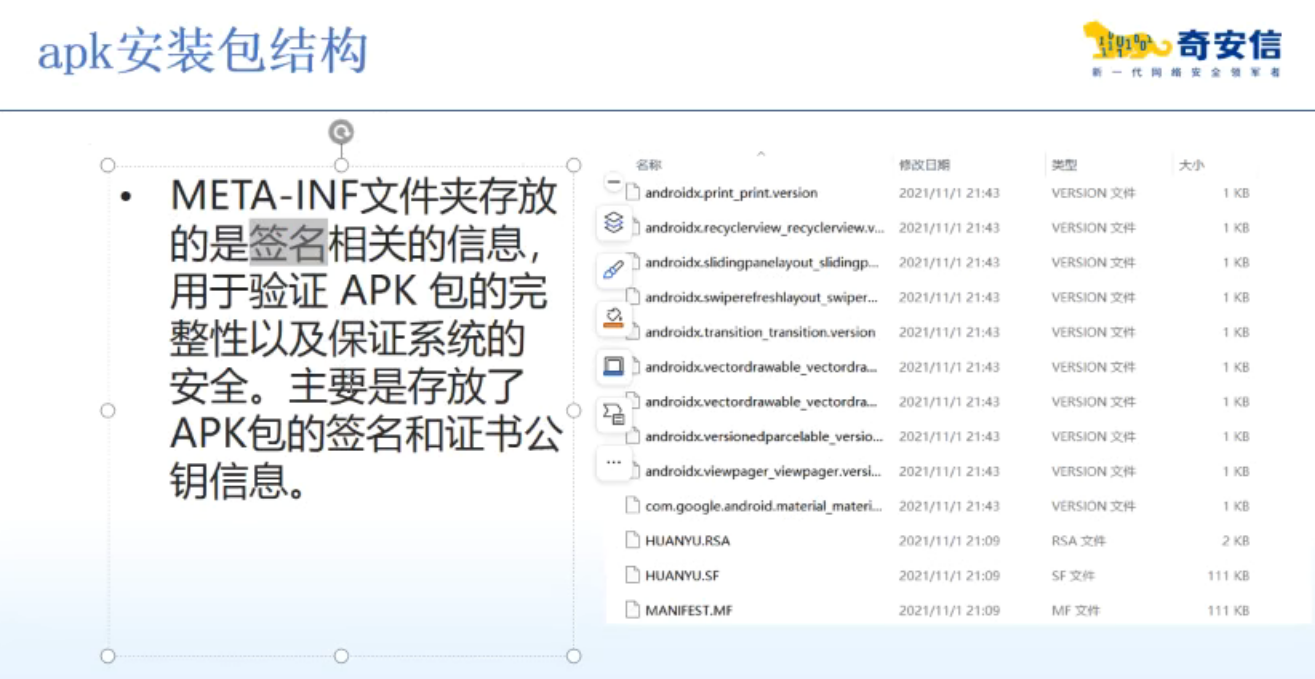 apk安装包结构
奇安信
新一代网络安全领军者
• META-INF文件夹存放
的是签名相关的信息，
用于验证 APK 包的完
整性以及保证系统的
安全。主要是存放了
APK包的签名和证书公
钥信息。
名称 修改日期 类型 大小
androidx.print_print.version 2021/11/1 21:43 VERSION 文件 1 KB
androidx.recyclerview_recyclerview.v... 2021/11/1 21:43 VERSION 文件 1 KB
androidx.slidingpanelayout_slidingp... 2021/11/1 21:43 VERSION 文件 1 KB
androidx.swiperefreshlayout_swiper... 2021/11/1 21:43 VERSION 文件 1 KB
androidx.transition_transition.version 2021/11/1 21:43 VERSION 文件 1 KB
androidx.vectordrawable_vectordra... 2021/11/1 21:43 VERSION 文件 1 KB
androidx.vectordrawable_vectordra... 2021/11/1 21:43 VERSION 文件 1 KB
androidx.versionedparcelable_versio... 2021/11/1 21:43 VERSION 文件 1 KB
androidx.viewpager_viewpager.versi... 2021/11/1 21:43 VERSION 文件 1 KB
com.google.android.material_materi... 2021/11/1 21:43 VERSION 文件 1 KB
HUANYU.RSA 2021/11/1 21:09 RSA 文件 2 KB
HUANYU.SF 2021/11/1 21:09 SF 文件 111 KB
MANIFEST.MF 2021/11/1 21:09 MF 文件 111 KB